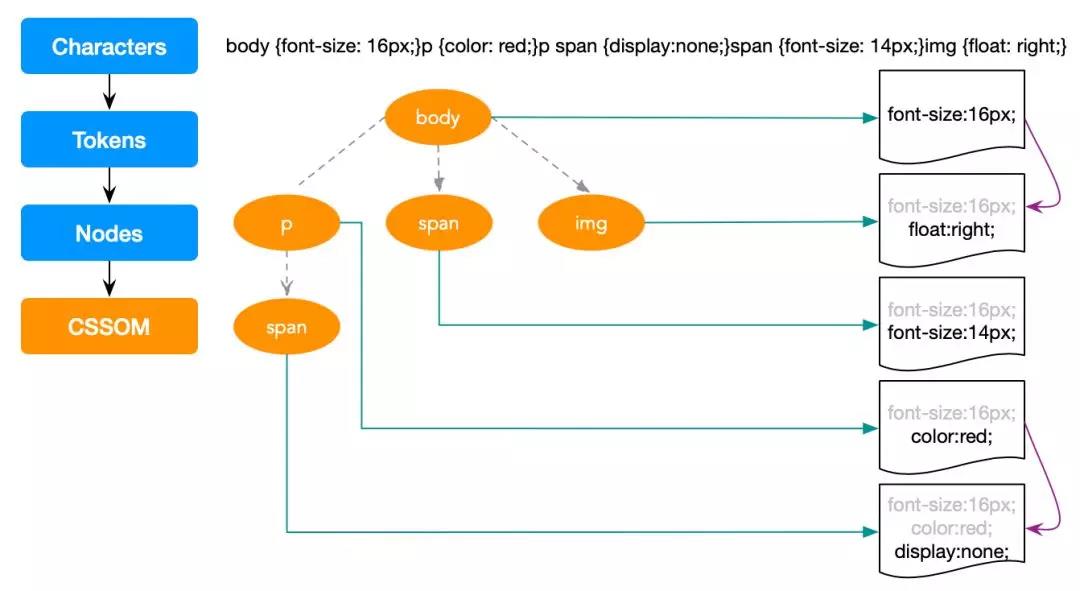 Characters
Tokens
Nodes
CSSOM
body {font-size: 16px;}p {color: red;}p span {display:none;}span {font-size: 14px;}img {float: right;}
body
p
span
img
span
font-size:16px;
font-size:16px;
float:right;
font-size:16px;
font-size:14px;
font-size:16px;
color:red;
font-size:16px;
color:red;
display:none;